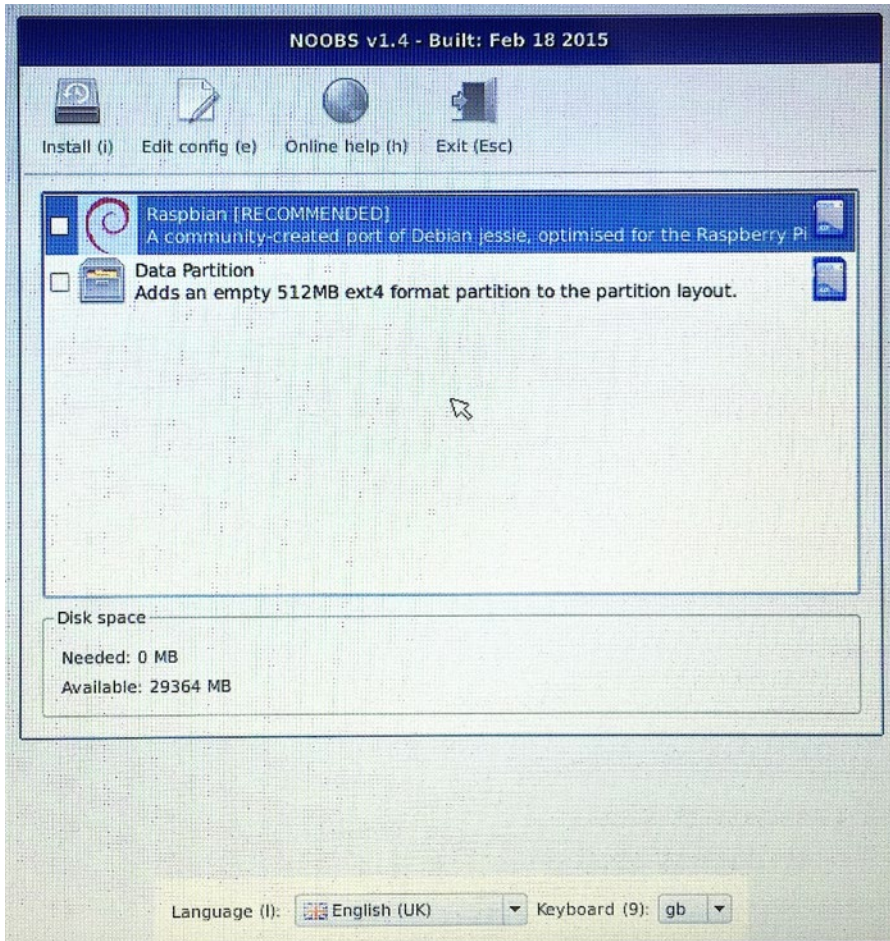 NOOBS v1.4 - Built: Feb 18 2015
Install (i) Edit config (e) Online help (h) Exit (Esc)
Raspbian [RECOMMENDED]
A community-created port of Debian jessie, optimised for the Raspberry Pi
Data Partition
Adds an empty 512MB ext4 format partition to the partition layout.
Disk space
Needed: 0 MB
Available: 29364 MB
Language (l): English (UK) Keyboard (9): gb